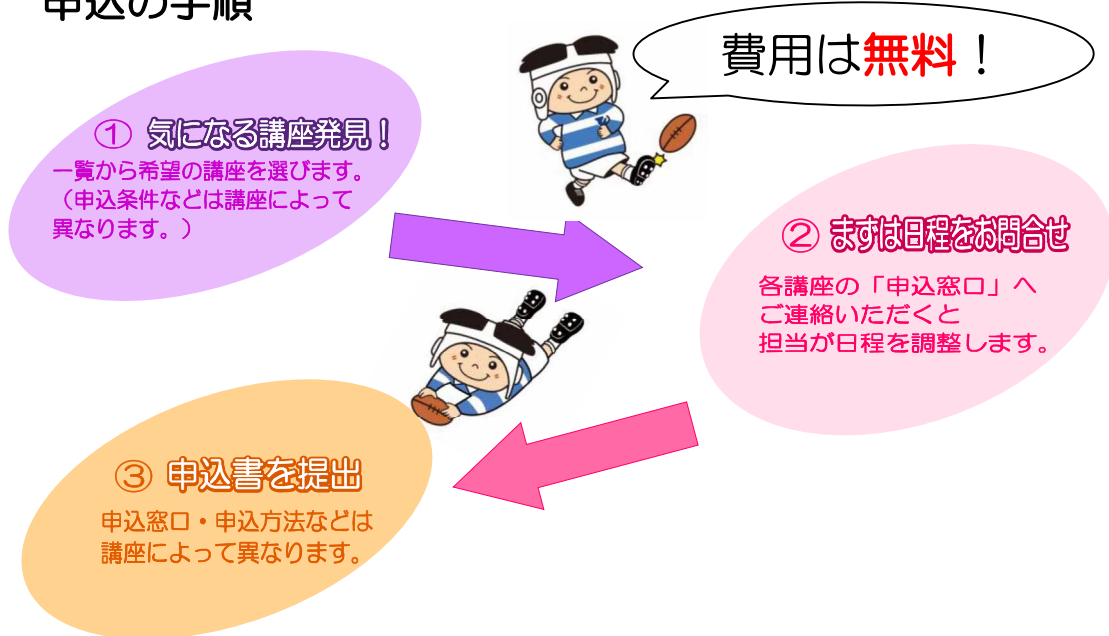 申込の手順
費用は無料！
① 気になる講座発見！
一覧から希望の講座を選びます。
（申込条件などは講座によって
異なります。）
② まずは日程をお問合せ
各講座の「申込窓口」へ
ご連絡いただくと
担当が日程を調整します。
③ 申込書を提出
申込窓口・申込方法などは
講座によって異なります。